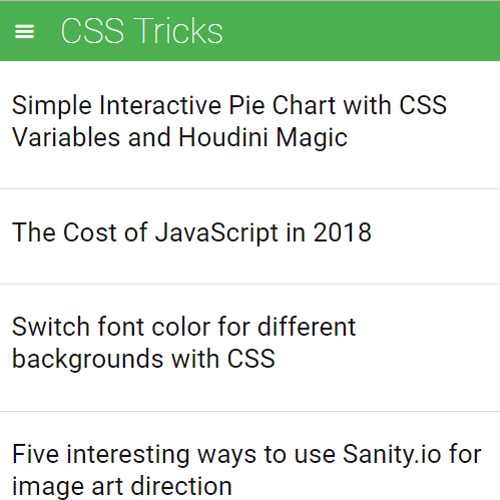 CSS Tricks
Simple Interactive Pie Chart with CSS
Variables and Houdini Magic
The Cost of JavaScript in 2018
Switch font color for different
backgrounds with CSS
Five interesting ways to use Sanity.io for
image art direction